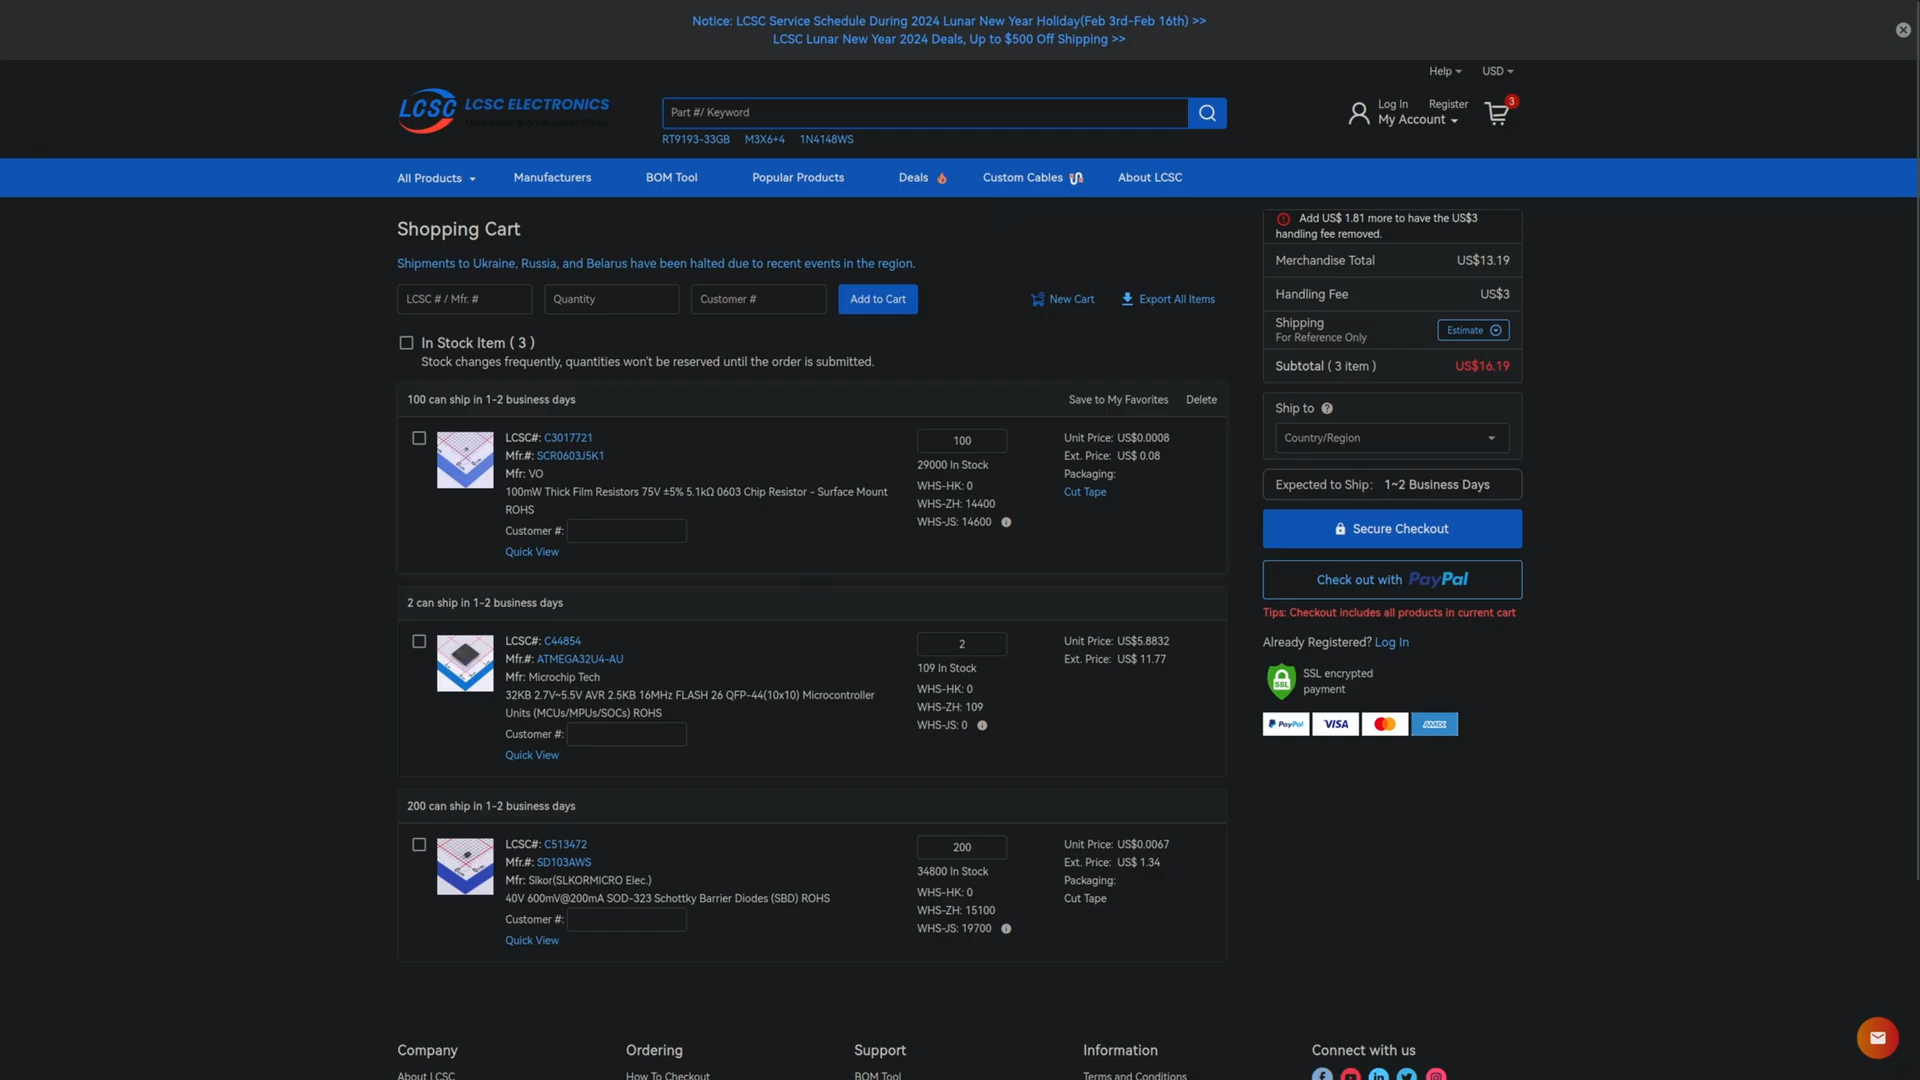 Notice: LCSC Service Schedule During 2024 Lunar New Year Holiday(Feb 3rd-Feb 16th) >>
LCSC Lunar New Year 2024 Deals, Up to $500 Off Shipping >>
Help
USD
LCSC
LCSC ELECTRONICS
Part #/ Keyword
Log In
Register
My Account
3
RT9193-33GB
M3X6+4
1N4148WS
All Products
Manufacturers
BOM Tool
Popular Products
Deals
Custom Cables
About LCSC
Shopping Cart
Shipments to Ukraine, Russia, and Belarus have been halted due to recent events in the region.
LCSC # / Mfr. #
Quantity
Customer #
Add to Cart
New Cart
Export All Items
In Stock Item ( 3 )
Stock changes frequently, quantities won't be reserved until the order is submitted.
100 can ship in 1-2 business days
Save to My Favorites
Delete
LCSC#: C3017721
Mfr.#: SCR0603J5K1
Mfr: VO
100mW Thick Film Resistors 75V ±5% 5.1kΩ 0603 Chip Resistor - Surface Mount
ROHS
Customer #:
Quick View
100
29000 In Stock
WHS-HK: 0
WHS-ZH: 14400
WHS-JS: 14600
Unit Price: US$0.0008
Ext. Price: US$ 0.08
Packaging:
Cut Tape
2 can ship in 1-2 business days
LCSC#: C44854
Mfr.#: ATMEGA32U4-AU
Mfr: Microchip Tech
32KB 2.7V~5.5V AVR 2.5KB 16MHz FLASH 26 QFP-44(10x10) Microcontroller
Units (MCUs/MPUs/SOCs) ROHS
Customer #:
Quick View
2
109 In Stock
WHS-HK: 0
WHS-ZH: 109
WHS-JS: 0
Unit Price: US$5.8832
Ext. Price: US$ 11.77
200 can ship in 1-2 business days
LCSC#: C513472
Mfr.#: SD103AWS
Mfr: Slkor(SLKORMICRO Elec.)
40V 600mV@200mA SOD-323 Schottky Barrier Diodes (SBD) ROHS
Customer #:
Quick View
200
34800 In Stock
WHS-HK: 0
WHS-ZH: 15100
WHS-JS: 19700
Unit Price: US$0.0067
Ext. Price: US$ 1.34
Packaging:
Cut Tape
Add US$ 1.81 more to have the US$3
handling fee removed.
Merchandise Total US$13.19
Handling Fee US$3
Shipping
For Reference Only
Estimate
Subtotal ( 3 item ) US$16.19
Ship to
Country/Region
Expected to Ship: 1~2 Business Days
Secure Checkout
Check out with PayPal
Tips: Checkout includes all products in current cart
Already Registered? Log In
SSL
SSL encrypted
payment
PayPal
VISA
AMEX
Company
Ordering
Support
Information
Connect with us
About LCSC
How To Checkout
BOM Tool
Terms and Conditions